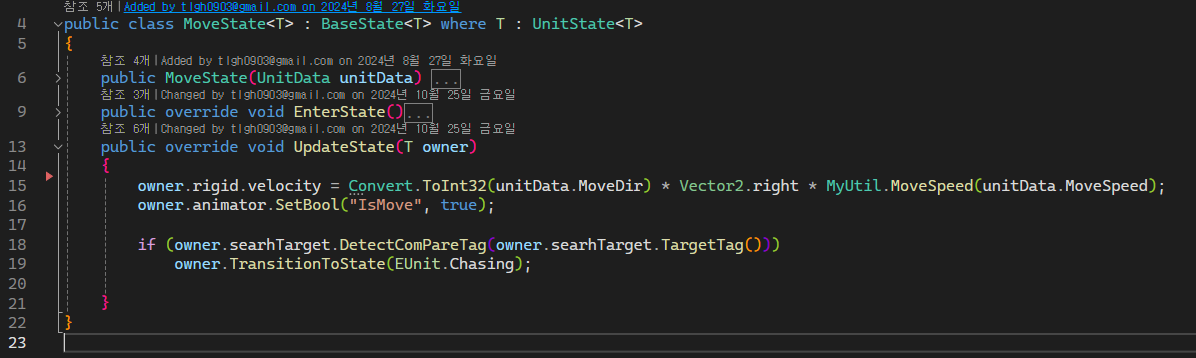 참조 5개 | Added by tlgh0903@gmail.com on 2024년 8월 27일 화요일
4 public class MoveState<T> : BaseState<T> where T : UnitState<T>
5 {
참조 4개 | Added by tlgh0903@gmail.com on 2024년 8월 27일 화요일
6 public MoveState(UnitData unitData) ...
참조 3개 | Changed by tlgh0903@gmail.com on 2024년 10월 25일 금요일
9 public override void EnterState() ...
참조 6개 | Changed by tlgh0903@gmail.com on 2024년 10월 25일 금요일
13 public override void UpdateState(T owner)
14 {
15 owner.rigid.velocity = Convert.ToInt32(unitData.MoveDir) * Vector2.right * MyUtil.MoveSpeed(unitData.MoveSpeed);
16 owner.animator.SetBool("IsMove", true);
17
18 if (owner.searhTarget.DetectComPareTag(owner.searhTarget.TargetTag()))
19 owner.TransitionToState(EUnit.Chasing);
20
21 }
22 }
23